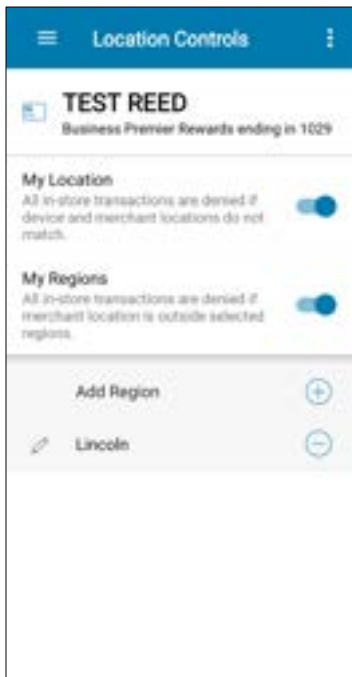 Location Controls
TEST REED
Business Premier Rewards ending in 1029
My Location
All in-store transactions are denied if
device and merchant locations do not
match.
My Regions
All in-store transactions are denied if
merchant location is outside selected
regions.
Add Region
Lincoln